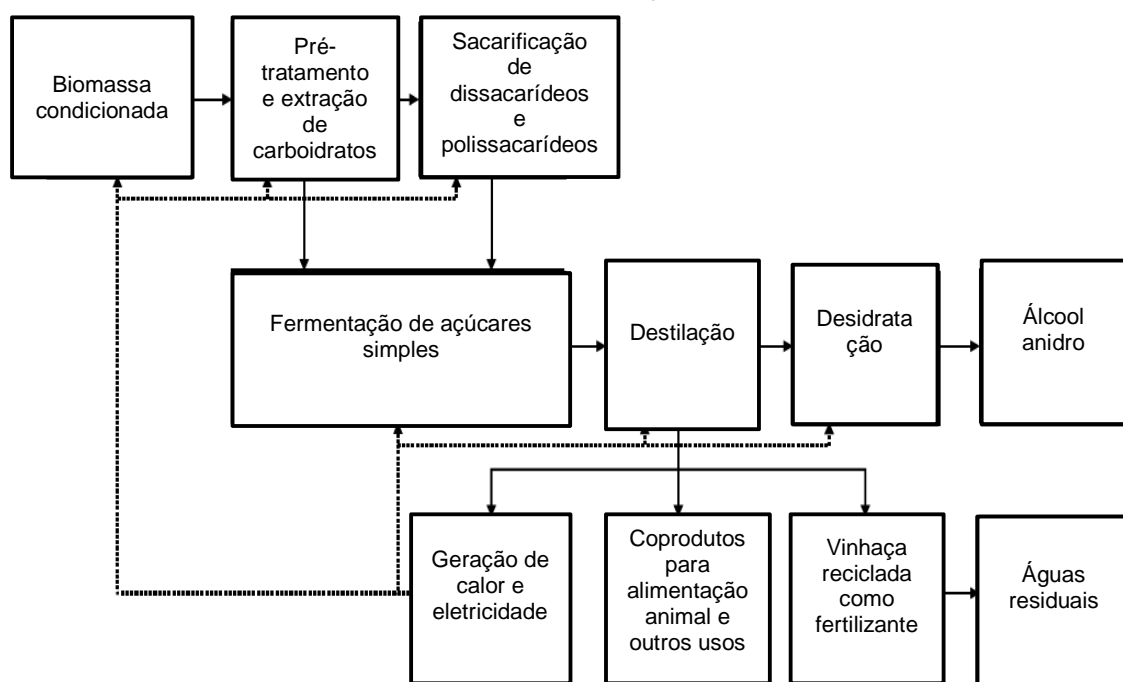 Biomassa
condicionada
Pré-
tratamento
e extração
de
carboidratos
Sacarificação
de
dissacarídeos
e
polissacarídeos
Fermentação de açúcares
simples
Destilação
Desidrata
ção
Álcool
anidro
Geração de
calor e
eletricidade
Coprodutos
para
alimentação
animal e
outros usos
Vinhaça
reciclada
como
fertilizante
Águas
residuais